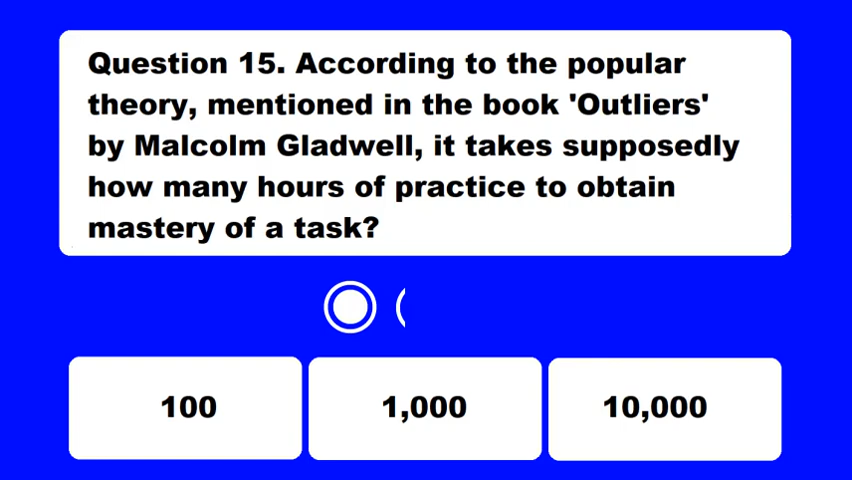 Question 15. According to the popular
theory, mentioned in the book 'Outliers'
by Malcolm Gladwell, it takes supposedly
how many hours of practice to obtain
mastery of a task?
100
1,000
10,000